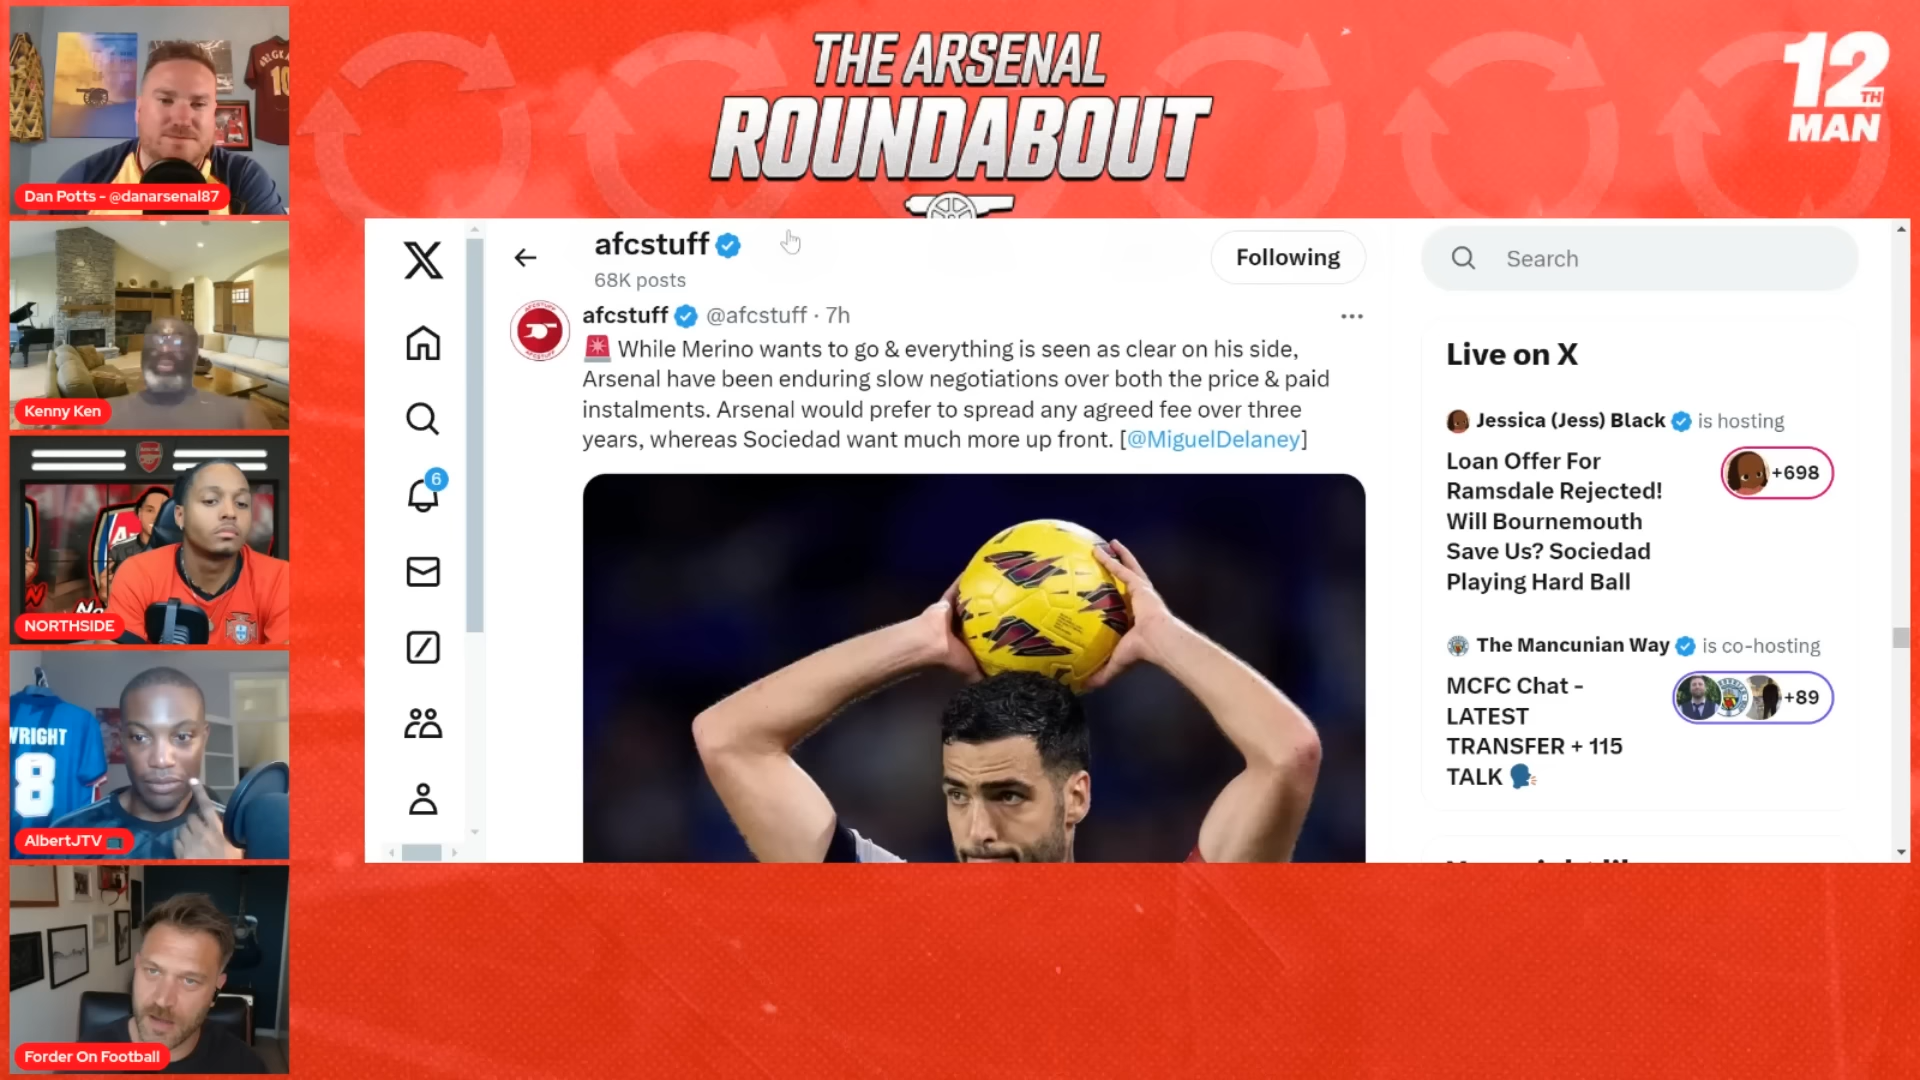 THE ARSENAL
ROUNDABOUT
12
TH
MAN
Dan Potts - @danarsenal87
Kenny Ken
NORTHSIDE
WRIGHT
8
AlbertJTV
Forder On Football
10
afcstuff
68K posts
Following
Search
6
afcstuff @afcstuff · 7h
🚨 While Merino wants to go & everything is seen as clear on his side,
Arsenal have been enduring slow negotiations over both the price & paid
instalments. Arsenal would prefer to spread any agreed fee over three
years, whereas Sociedad want much more up front. [@MiguelDelaney]
Live on X
Jessica (Jess) Black is hosting
Loan Offer For
Ramsdale Rejected!
Will Bournemouth
Save Us? Sociedad
Playing Hard Ball
+698
The Mancunian Way is co-hosting
MCFC Chat -
LATEST
TRANSFER + 115
TALK 🗣️
+89